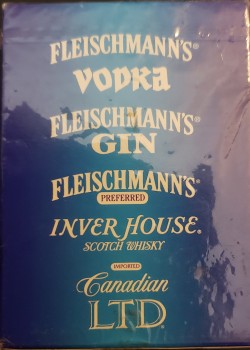 FLEISCHMANN'S®
VODKA
FLEISCHMANN'S®
GIN
FLEISCHMANN'S®
PREFERRED
INVER HOUSE®
SCOTCH WHISKY
IMPORTED
Canadian
LTD.